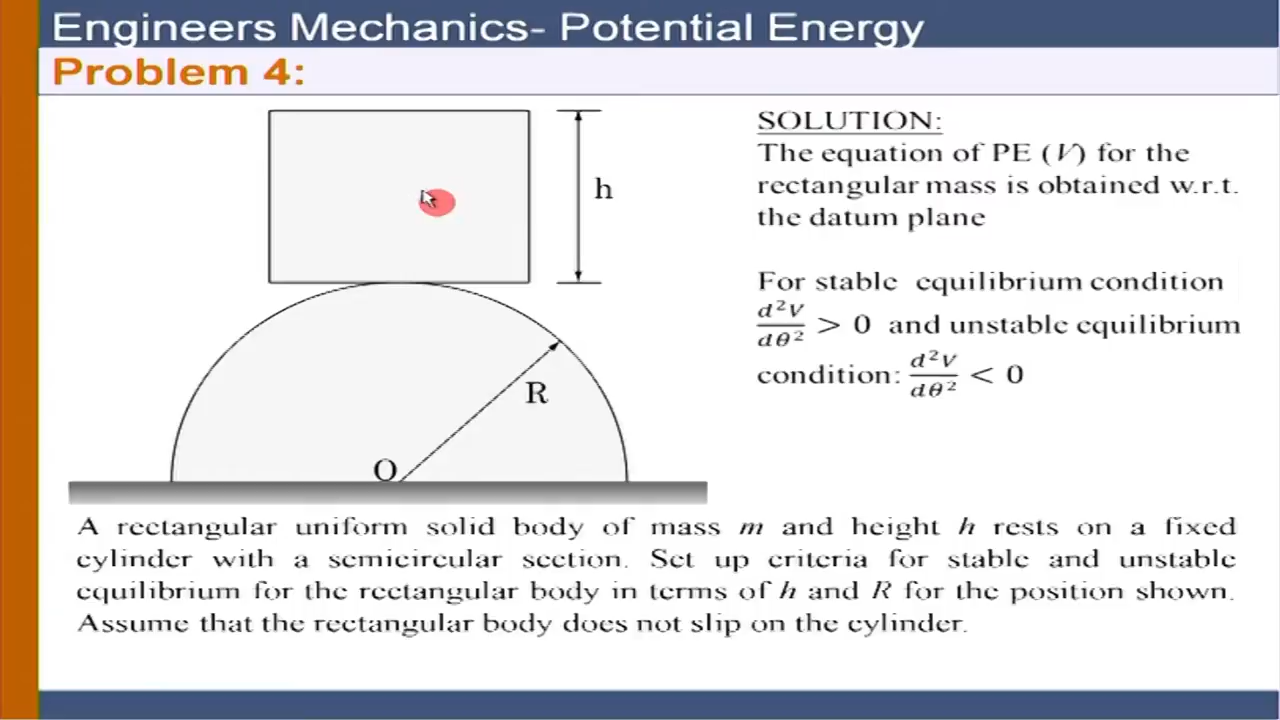 Engineers Mechanics- Potential Energy
Problem 4:
h
R
O
SOLUTION:
The equation of PE (V) for the
rectangular mass is obtained w.r.t.
the datum plane
For stable equilibrium condition
d²V/dθ² > 0 and unstable equilibrium
condition: d²V/dθ² < 0
A rectangular uniform solid body of mass m and height h rests on a fixed
cylinder with a semicircular section. Set up criteria for stable and unstable
equilibrium for the rectangular body in terms of h and R for the position shown.
Assume that the rectangular body does not slip on the cylinder.